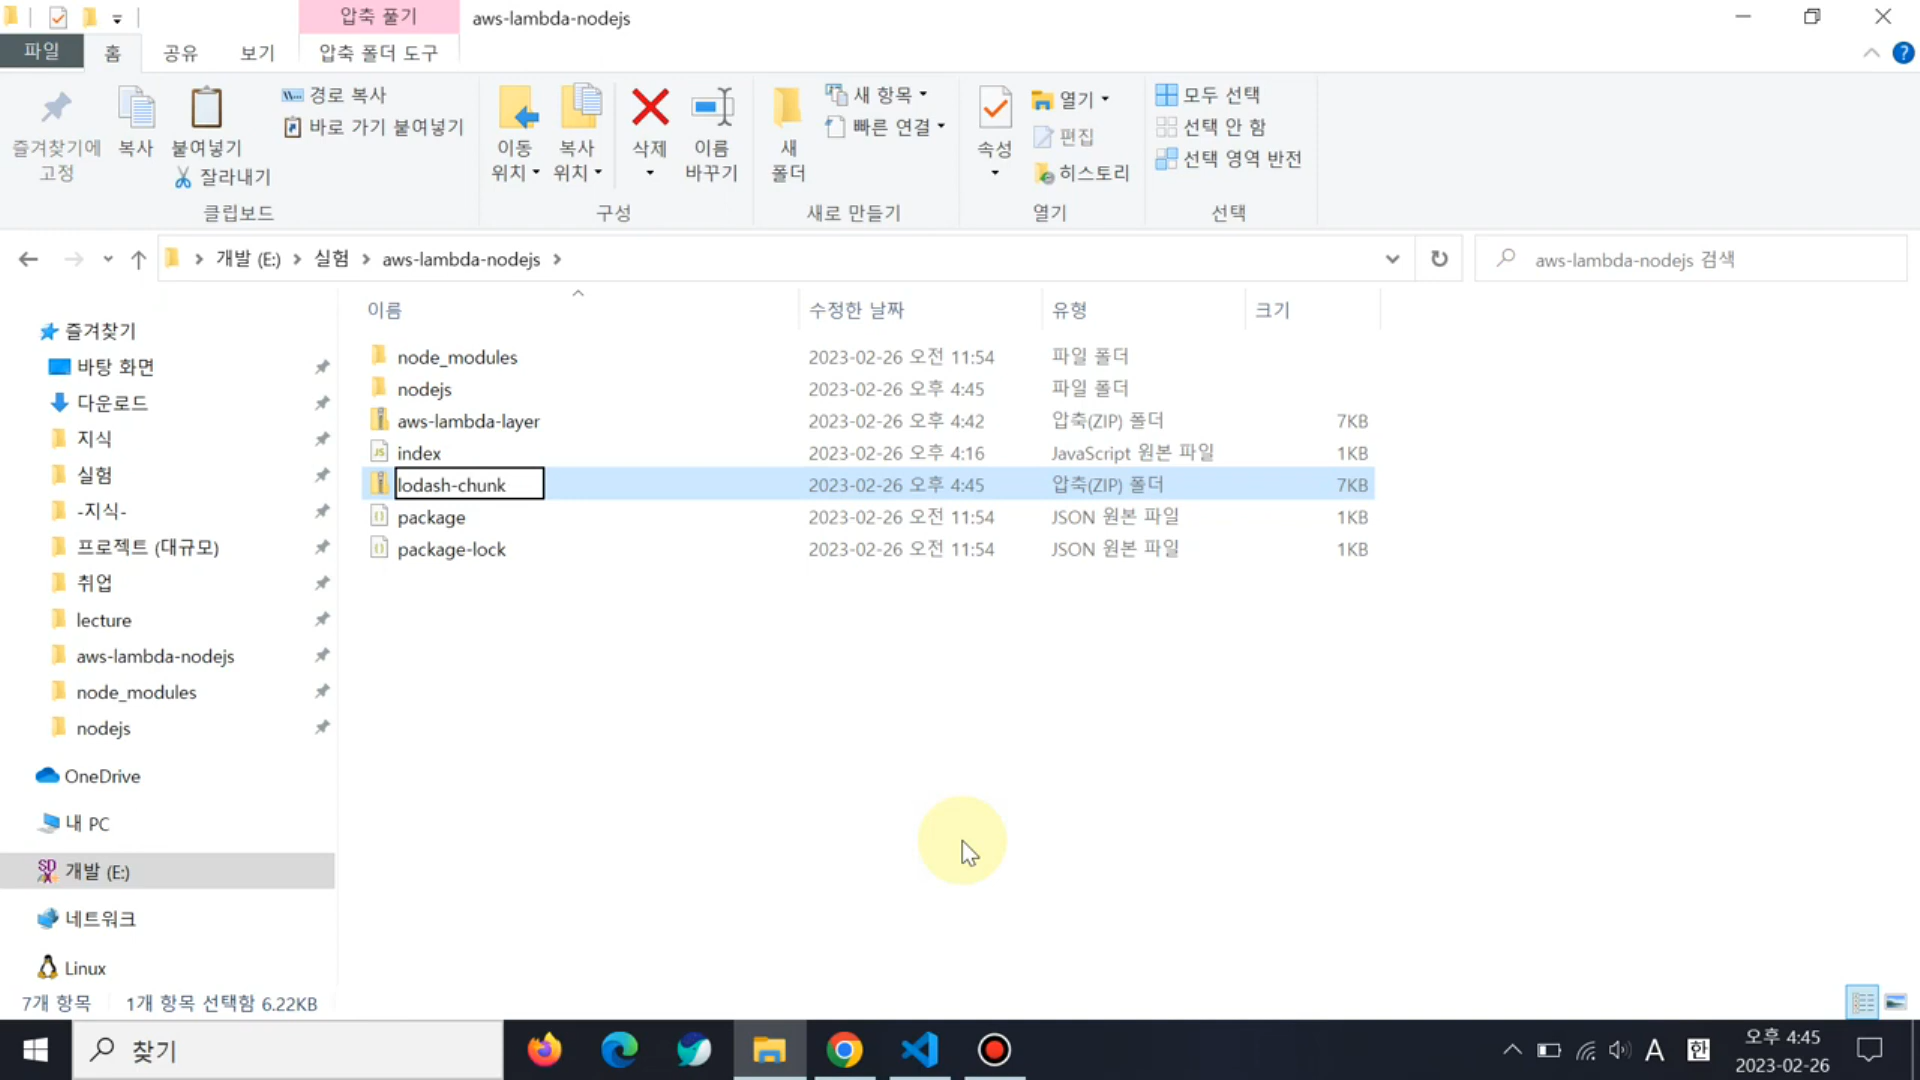 압축 풀기
aws-lambda-nodejs
파일
홈
공유
보기
압축 폴더 도구
즐겨찾기에
고정
복사
붙여넣기
경로 복사
바로 가기 붙여넣기
잘라내기
클립보드
이동
위치
복사
위치
삭제
이름
바꾸기
구성
새
폴더
새 항목
빠른 연결
새로 만들기
속성
열기
편집
히스토리
열기
모두 선택
선택 안 함
선택 영역 반전
선택
개발 (E:) > 실험 > aws-lambda-nodejs >
aws-lambda-nodejs 검색
이름 수정한 날짜 유형 크기
node_modules 2023-02-26 오전 11:54 파일 폴더
nodejs 2023-02-26 오후 4:45 파일 폴더
aws-lambda-layer 2023-02-26 오후 4:42 압축(ZIP) 폴더 7KB
index 2023-02-26 오후 4:16 JavaScript 원본 파일 1KB
lodash-chunk 2023-02-26 오후 4:45 압축(ZIP) 폴더 7KB
package 2023-02-26 오전 11:54 JSON 원본 파일 1KB
package-lock 2023-02-26 오전 11:54 JSON 원본 파일 1KB
즐겨찾기
바탕 화면
다운로드
지식
실험
-지식-
프로젝트 (대규모)
취업
lecture
aws-lambda-nodejs
node_modules
nodejs
OneDrive
내 PC
개발 (E:)
네트워크
Linux
7개 항목 1개 항목 선택함 6.22KB
찾기
A
한
오후 4:45
2023-02-26